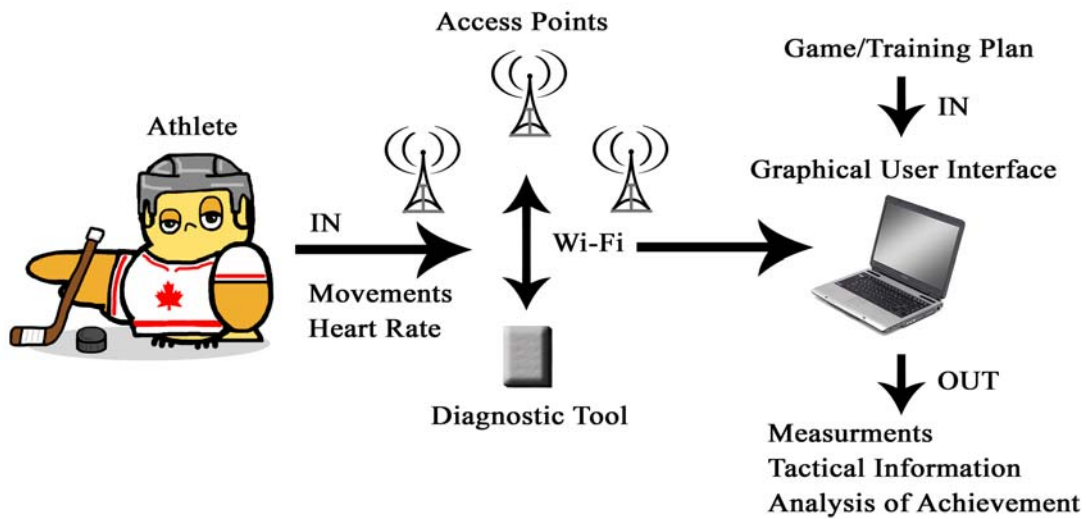 Access Points
Game/Training Plan
IN
Athlete
Graphical User Interface
IN
Wi-Fi
Movements
Heart Rate
Diagnostic Tool
OUT
Measurments
Tactical Information
Analysis of Achievement